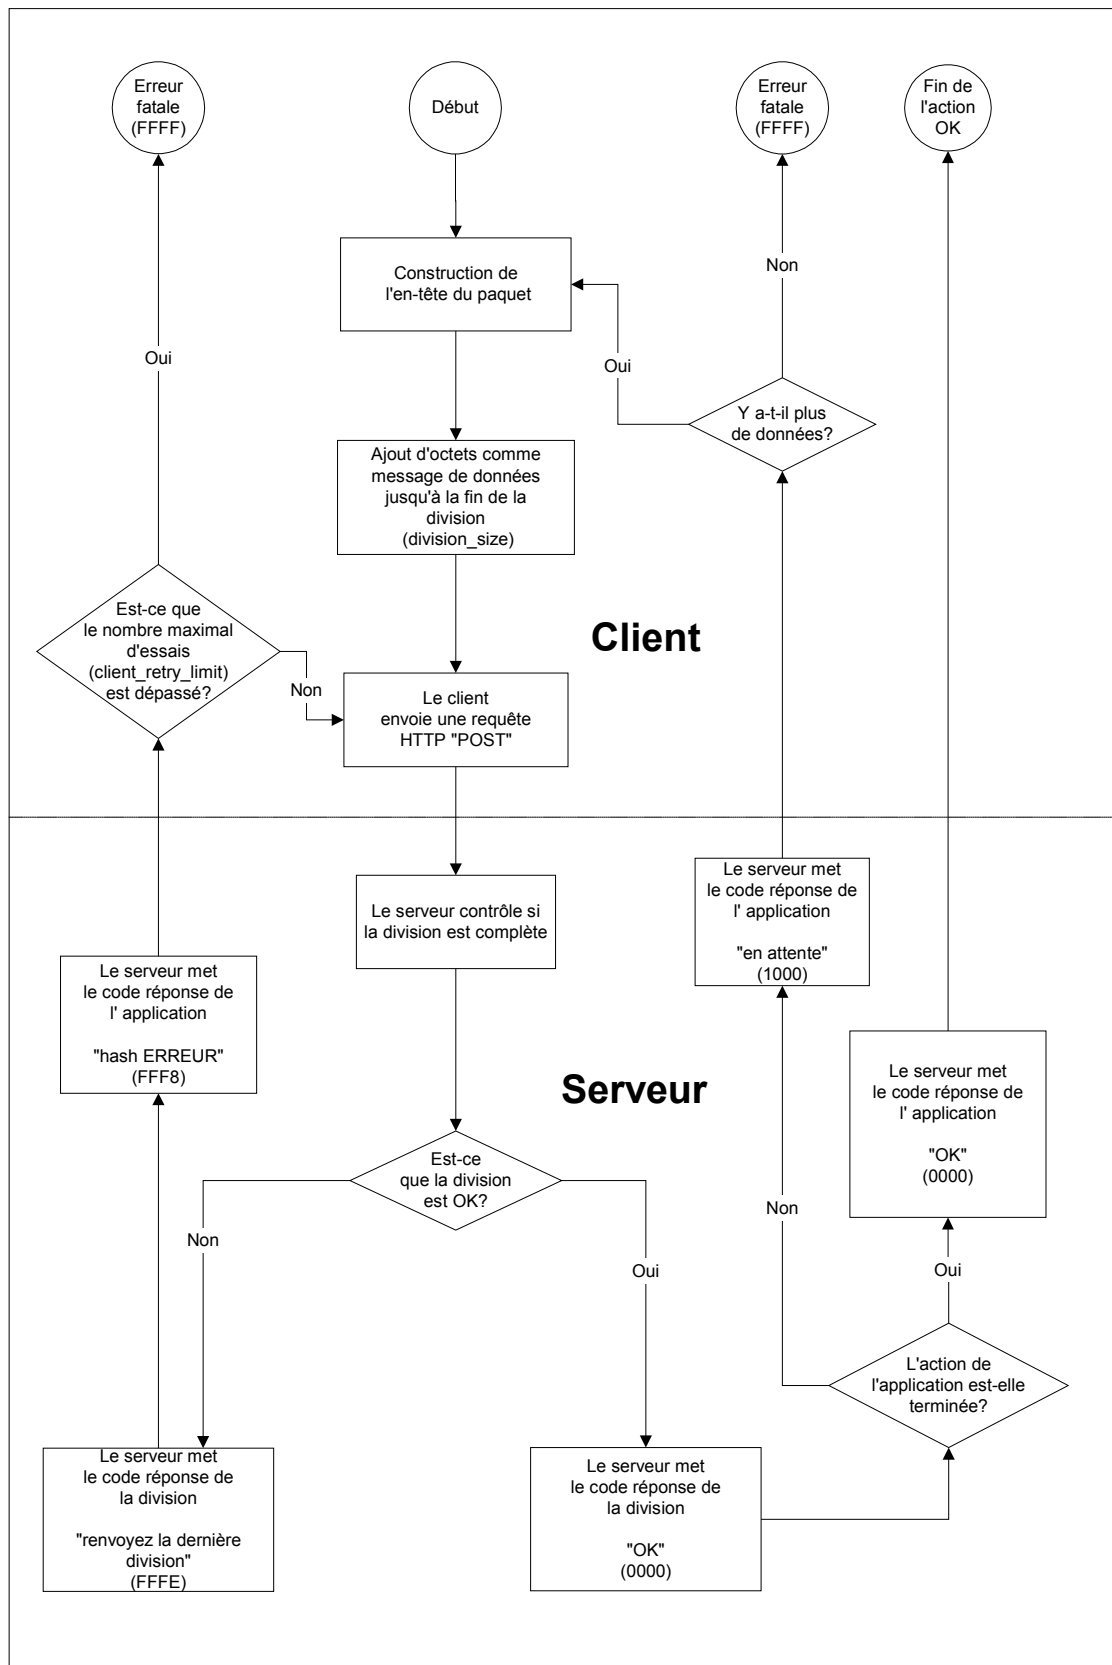 Erreur
fatale
(FFFF)
Début
Erreur
fatale
(FFFF)
Fin de
l'action
OK
Construction de
l'en-tête du paquet
Non
Oui
Oui
Y a-t-il plus
de données?
Ajout d'octets comme
message de données
jusqu'à la fin de la
division
(division_size)
Est-ce que
le nombre maximal
d'essais
(client_retry_limit)
est dépassé?
Client
Non
Le client
envoie une requête
HTTP "POST"
Le serveur contrôle si
la division est complète
Le serveur met
le code réponse de
l' application
"en attente"
(1000)
Le serveur met
le code réponse de
l' application
"hash ERREUR"
(FFF8)
Serveur
Le serveur met
le code réponse de
l' application
"OK"
(0000)
Est-ce
que la division
est OK?
Non
Non
Oui
Oui
L'action de
l'application est-elle
terminée?
Le serveur met
le code réponse de
la division
"renvoyez la dernière
division"
(FFFE)
Le serveur met
le code réponse de
la division
"OK"
(0000)